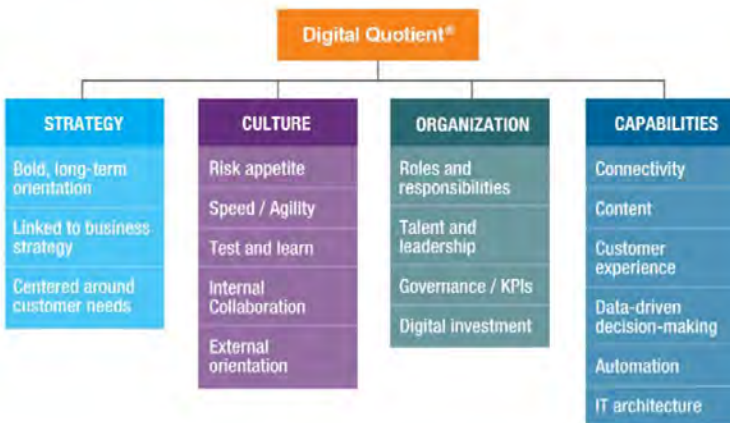 Digital Quotient®
STRATEGY
Bold, long-term
orientation
Linked to business
strategy
Centered around
customer needs
CULTURE
Risk appetite
Speed / Agility
Test and learn
Internal
Collaboration
External
orientation
ORGANIZATION
Roles and
responsibilities
Talent and
leadership
Governance / KPIs
Digital investment
CAPABILITIES
Connectivity
Content
Customer
experience
Data-driven
decision-making
Automation
IT architecture